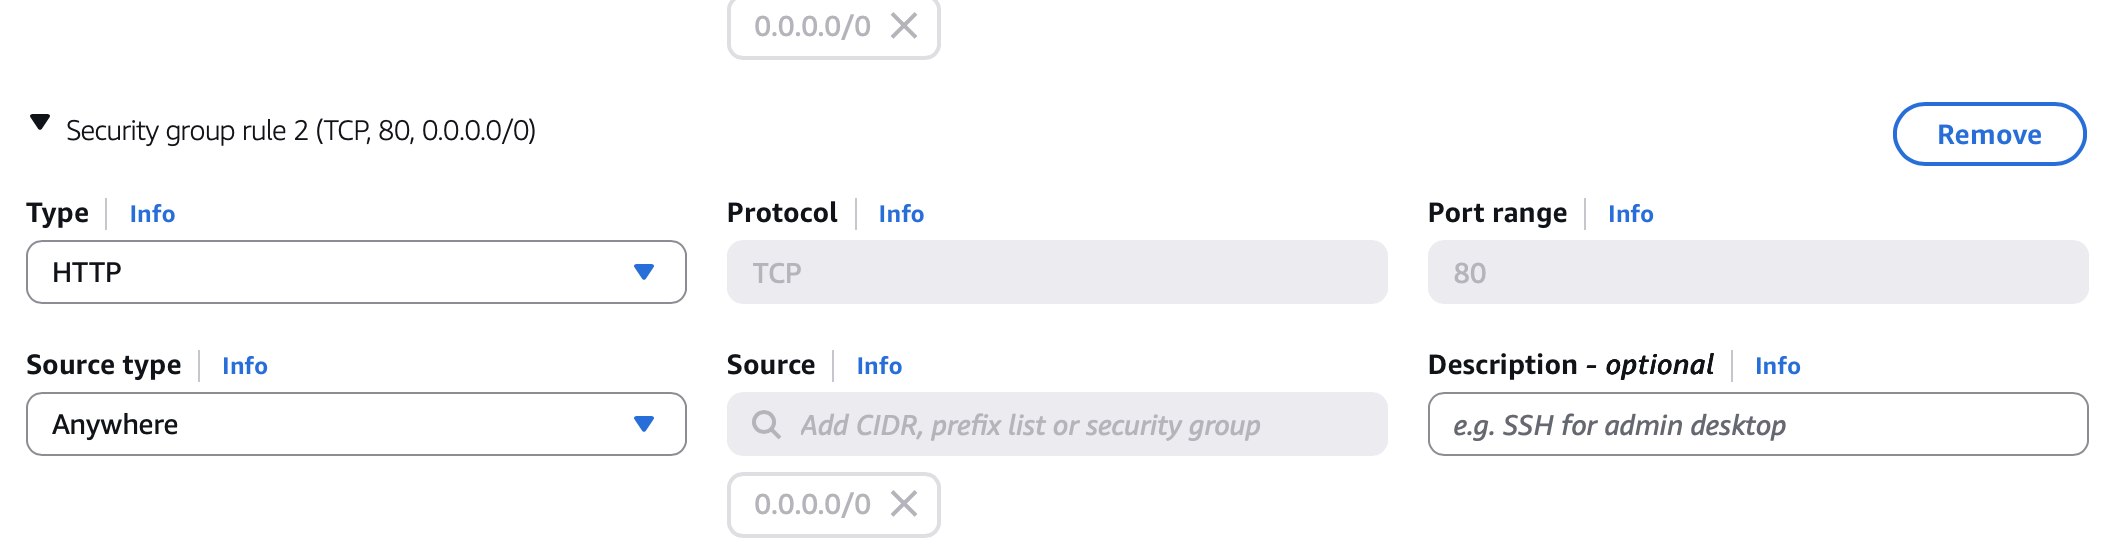 0.0.0.0/0
Security group rule 2 (TCP, 80, 0.0.0.0/0)
Remove
Type Info
Protocol Info
Port range Info
HTTP
TCP
80
Source type Info
Source Info
Description - optional Info
Anywhere
Add CIDR, prefix list or security group
e.g. SSH for admin desktop
0.0.0.0/0